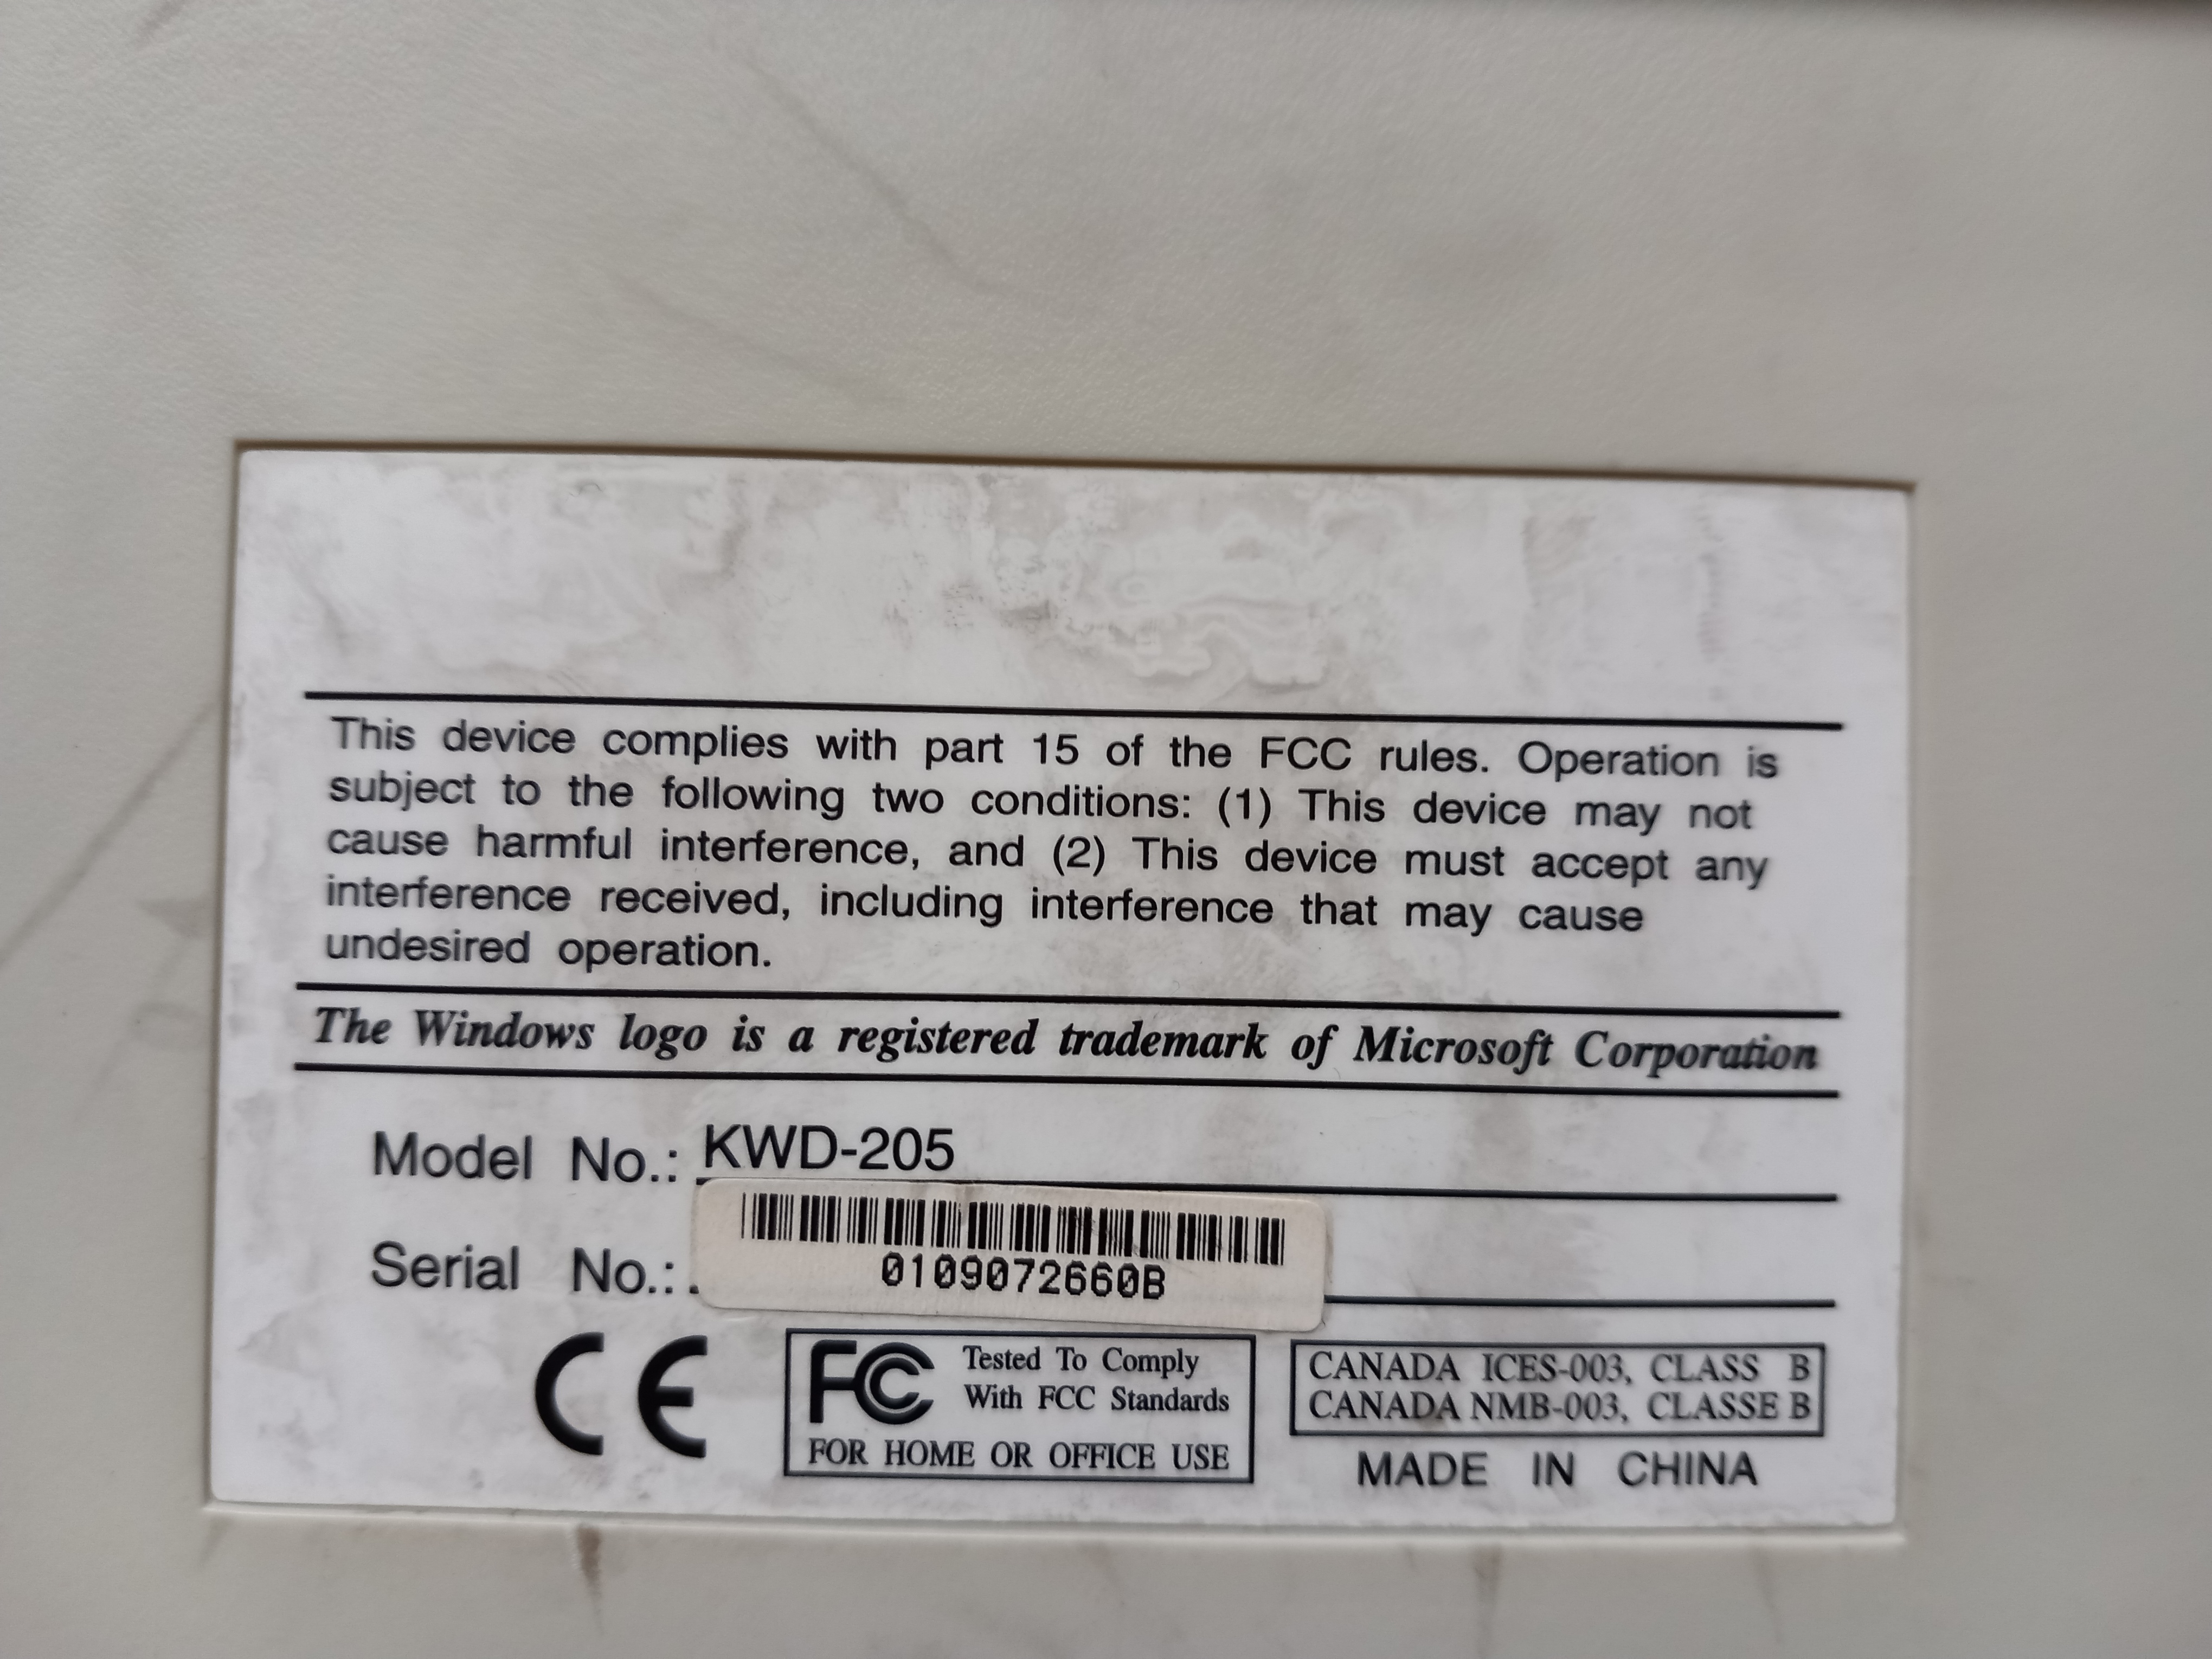 This device complies with part 15 of the FCC rules. Operation is
subject to the following two conditions: (1) This device may not
cause harmful interference, and (2) This device must accept any
interference received, including interference that may cause
undesired operation.
The Windows logo is a registered trademark of Microsoft Corporation
Model No.: KWD-205
Serial No.: 0109072660B
CE
FC Tested To Comply
With FCC Standards
FOR HOME OR OFFICE USE
CANADA ICES-003, CLASS B
CANADA NMB-003, CLASSE B
MADE IN CHINA